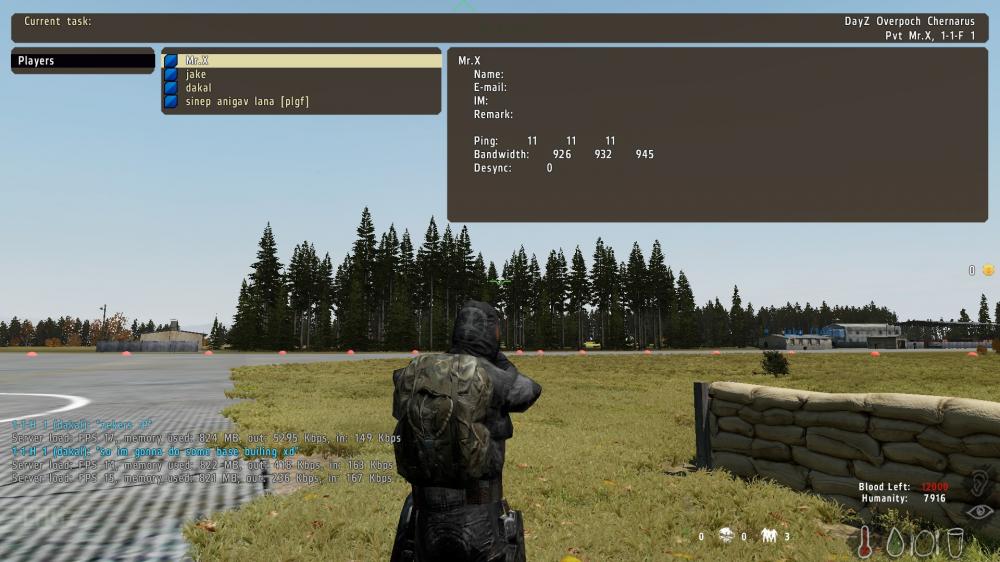 Current task:
DayZ Overpoch Chernarus
Pvt Mr.X, 1-1-F 1
Players
Mr.X
jake
dakal
sinep anigav lana [plgf]
Mr.X
Name:
E-mail:
IM:
Remark:
Ping: 11 11 11
Bandwidth: 926 932 945
Desync: 0
0
1-1-H 1 (dakal): "
Server load: FPS 17, memory used: 824 MB, out: 5295 Kbps, in: 149 Kbps
1-1-H 1 (dakal): "so im gonna do some base builing xd"
Server load: FPS 14, memory used: 822 MB, out: 418 Kbps, in: 163 Kbps
Server load: FPS 15, memory used: 821 MB, out: 236 Kbps, in: 167 Kbps
Blood Left: 12000
Humanity: 7916
0 0 3